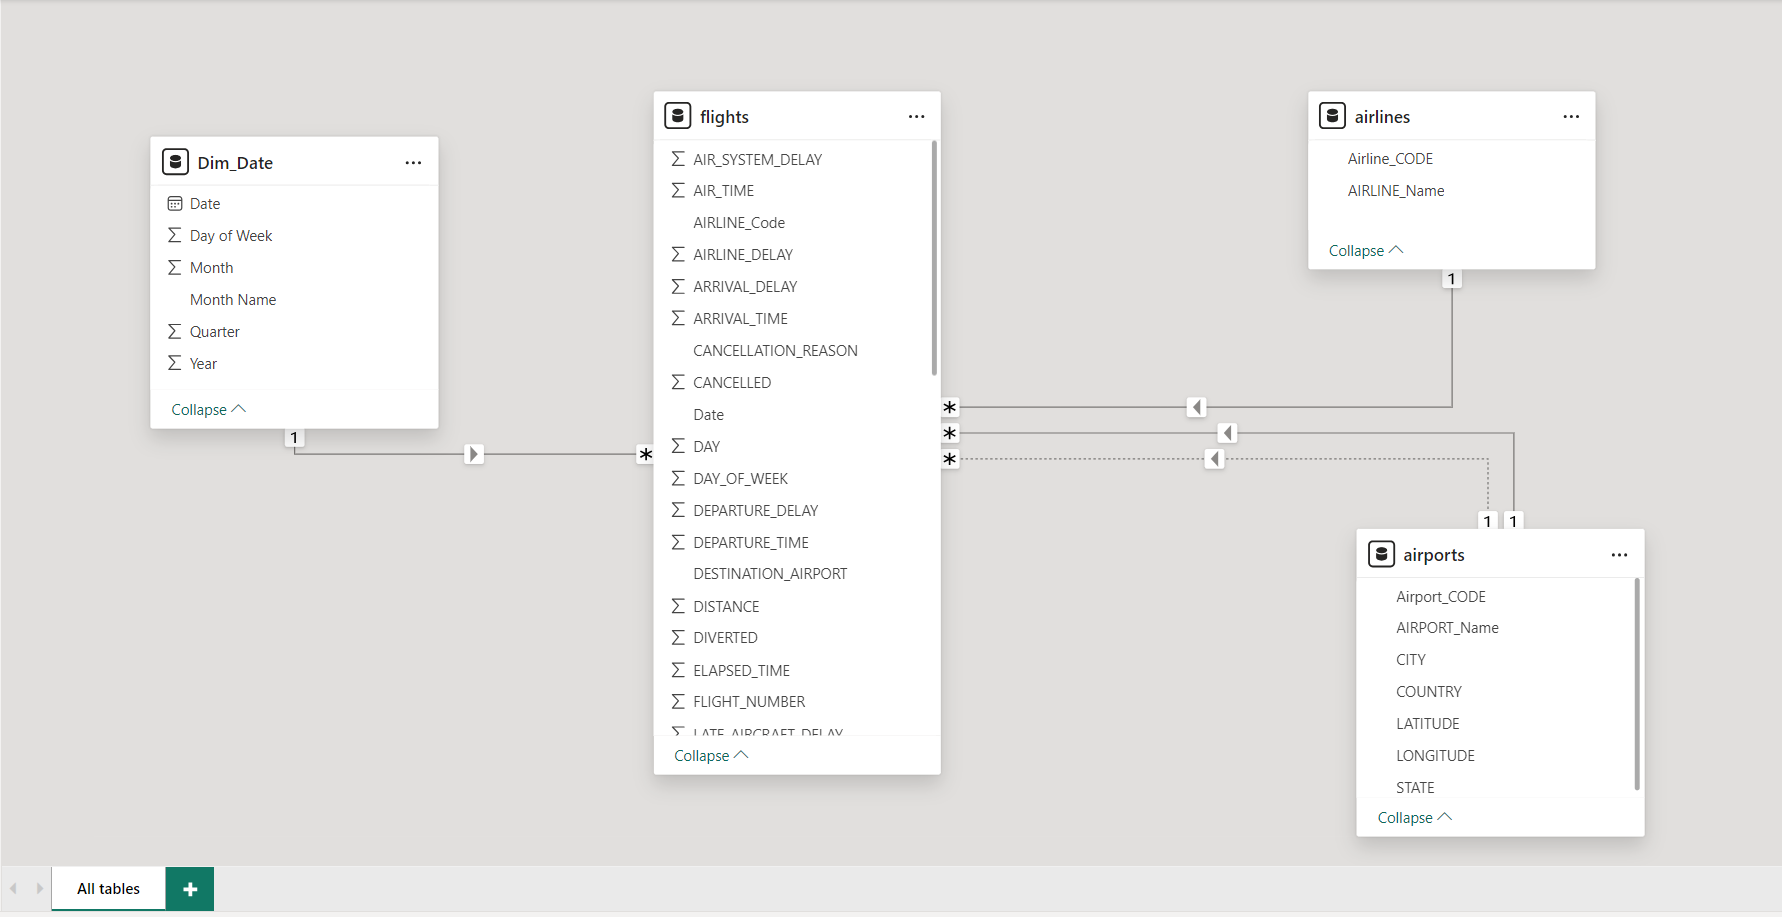 Dim_Date
Date
Day of Week
Month
Month Name
Quarter
Year
Collapse
1
*
flights
AIR_SYSTEM_DELAY
AIR_TIME
AIRLINE_Code
AIRLINE_DELAY
ARRIVAL_DELAY
ARRIVAL_TIME
CANCELLATION_REASON
CANCELLED
Date
DAY
DAY_OF_WEEK
DEPARTURE_DELAY
DEPARTURE_TIME
DESTINATION_AIRPORT
DISTANCE
DIVERTED
ELAPSED_TIME
FLIGHT_NUMBER
LATE_AIRCRAFT_DELAY
Collapse
*
*
*
airlines
Airline_CODE
AIRLINE_Name
Collapse
1
1 1
airports
Airport_CODE
AIRPORT_Name
CITY
COUNTRY
LATITUDE
LONGITUDE
STATE
Collapse
All tables